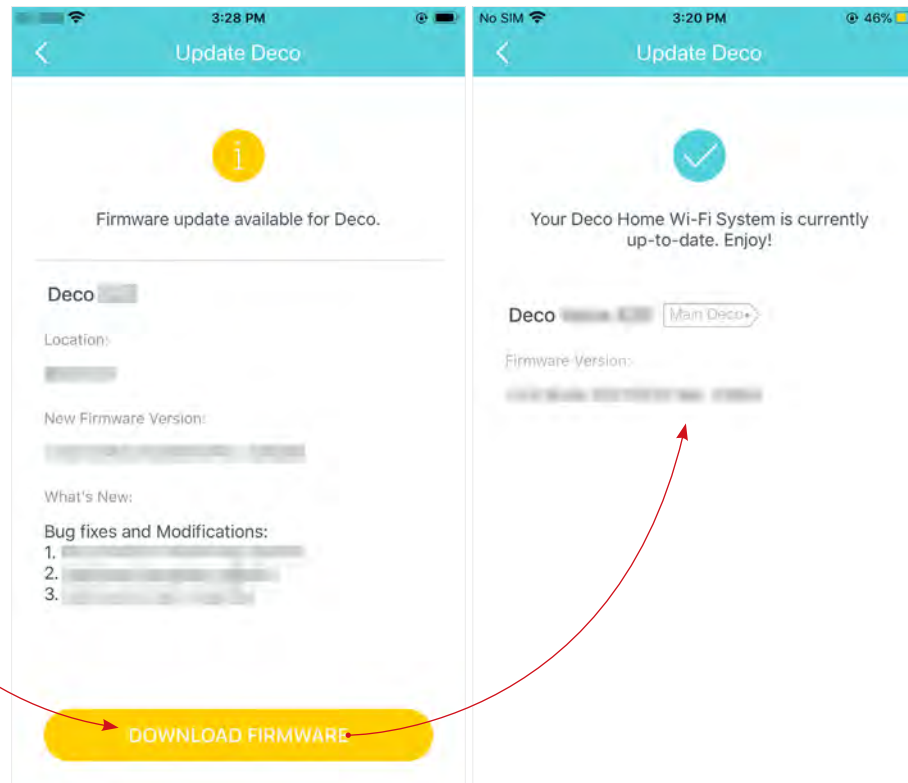 3:28 PM
Update Deco
Firmware update available for Deco.
Deco
Location:
New Firmware Version:
What's New:
Bug fixes and Modifications:
1.
2.
3.
DOWNLOAD FIRMWARE
No SIM 3:20 PM 46%
Update Deco
Your Deco Home Wi-Fi System is currently
up-to-date. Enjoy!
Deco Main Deco
Firmware Version: